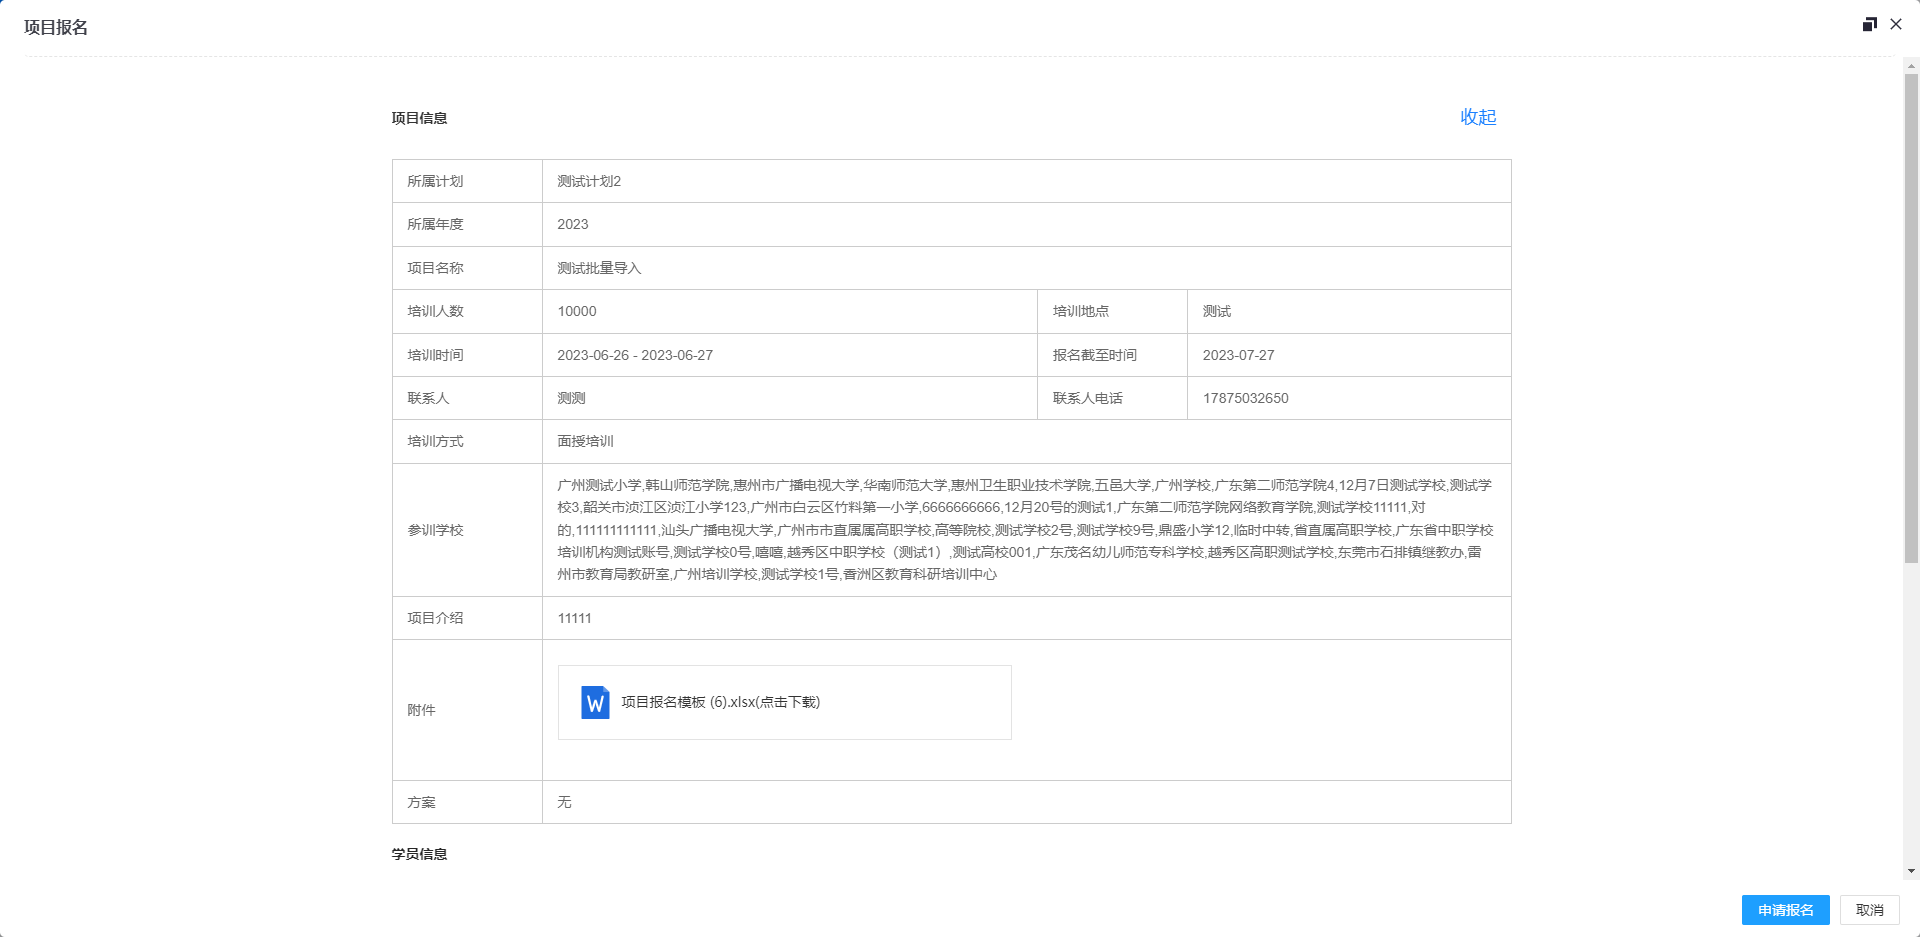 项目报名
项目信息
收起
所属计划 测试计划2
所属年度 2023
项目名称 测试批量导入
培训人数 10000 培训地点 测试
培训时间 2023-06-26 - 2023-06-27 报名截至时间 2023-07-27
联系人 测测 联系人电话 17875032650
培训方式 面授培训
参训学校
广州测试小学,韩山师范学院,惠州市广播电视大学,华南师范大学,惠州卫生职业技术学院,五邑大学,广州学校,广东第二师范学院4,12月7日测试学校,测试学
校3,韶关市浈江区浈江小学123,广州市白云区竹料第一小学,6666666666,12月20号的测试1,广东第二师范学院网络教育学院,测试学校11111,对
的,111111111111,汕头广播电视大学,广州市市直属属高职学校,高等院校,测试学校2号,测试学校9号,鼎盛小学12,临时中转,省直属高职学校,广东省中职学校
培训机构测试账号,测试学校0号,嘻嘻,越秀区中职学校（测试1）,测试高校001,广东茂名幼儿师范专科学校,越秀区高职测试学校,东莞市石排镇继教办,雷
州市教育局教研室,广州培训学校,测试学校1号,香洲区教育科研培训中心
项目介绍 11111
附件
W 项目报名模板 (6).xlsx(点击下载)
方案 无
学员信息
申请报名 取消